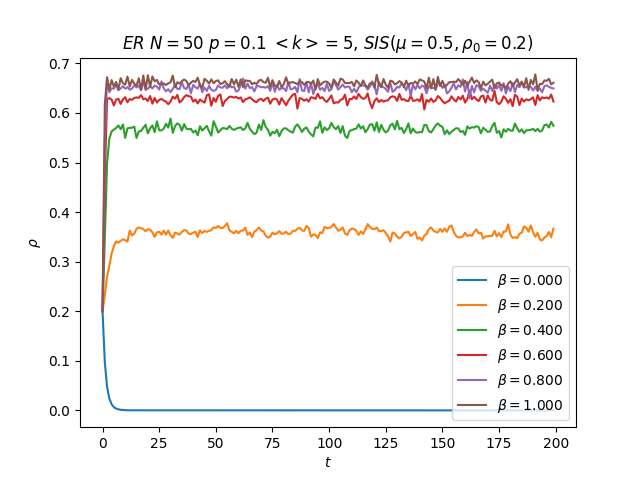 ER N = 50 p = 0.1 < k >= 5, SIS(μ = 0.5, ρ₀ = 0.2)
0.7
0.6
0.5
0.4
0.3
0.2
0.1
0.0
ρ
β = 0.000
β = 0.200
β = 0.400
β = 0.600
β = 0.800
β = 1.000
0 25 50 75 100 125 150 175 200
t